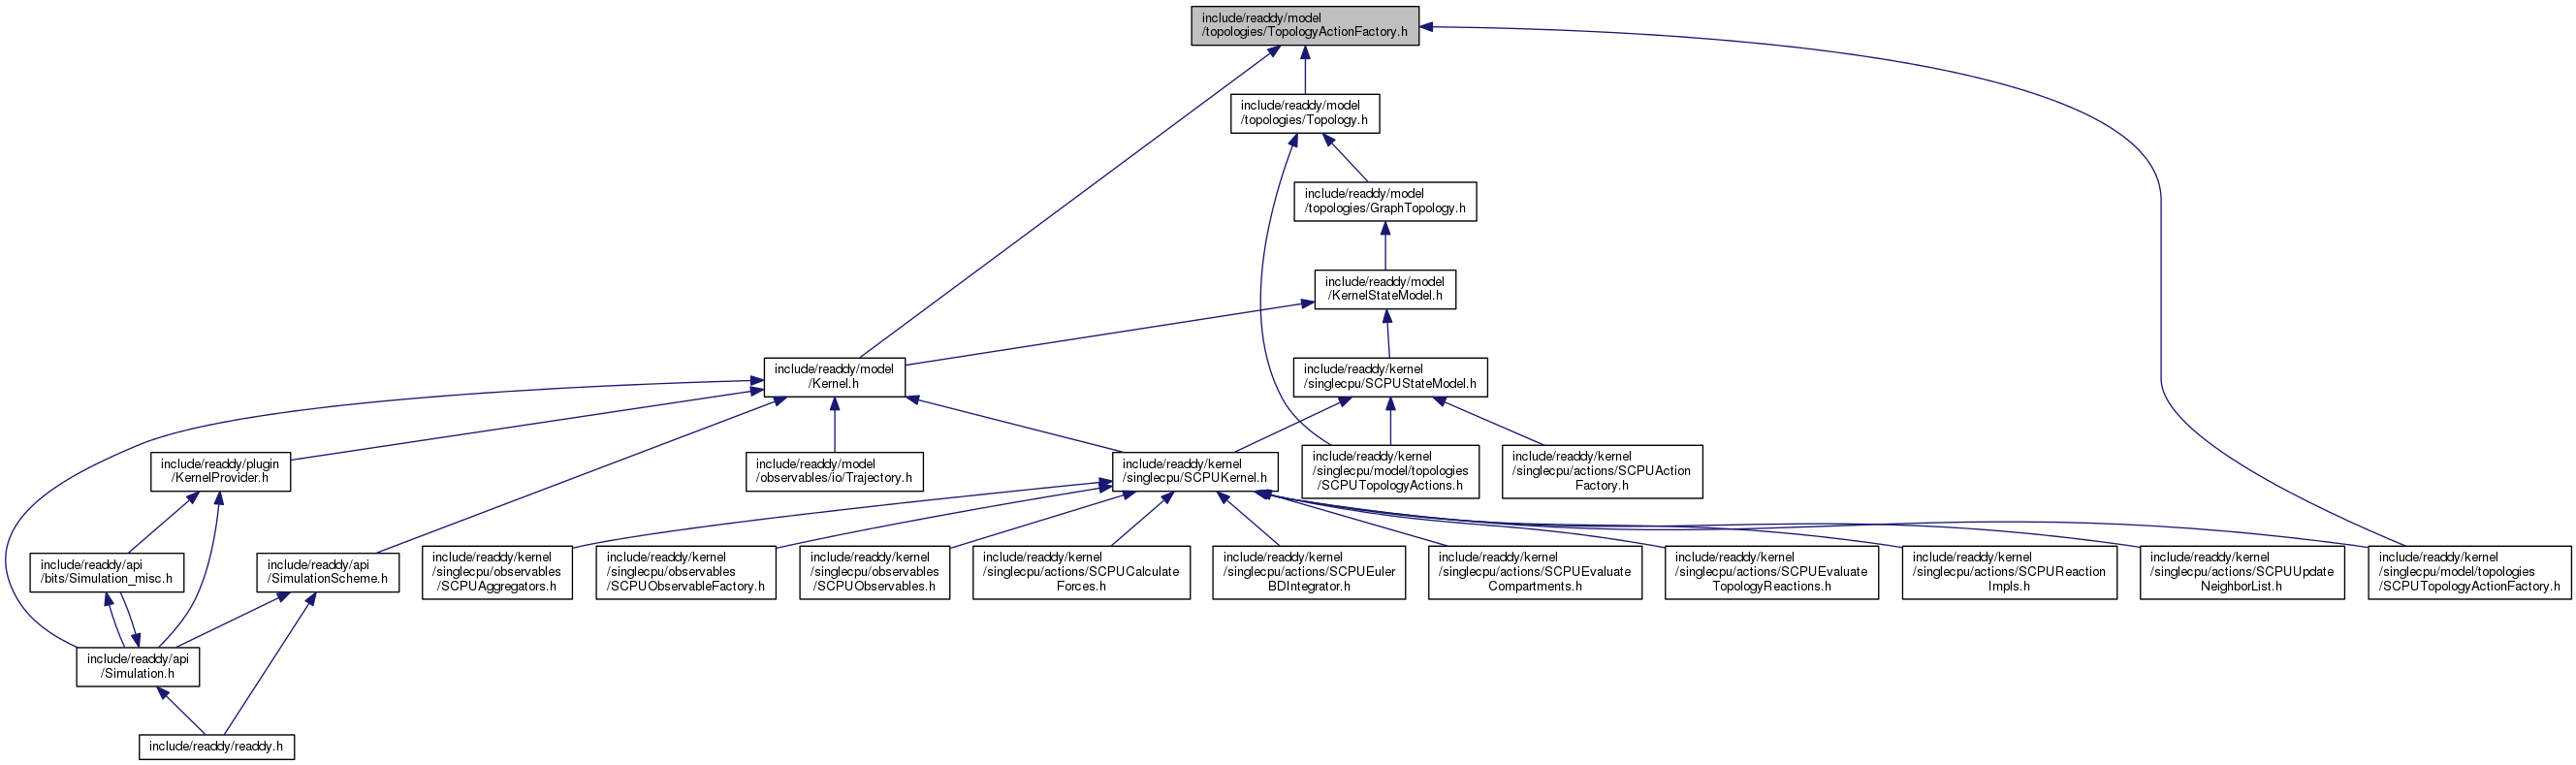 include/readdy/model
/topologies/TopologyActionFactory.h
include/readdy/model
/topologies/Topology.h
include/readdy/model
/topologies/GraphTopology.h
include/readdy/model
/KernelStateModel.h
include/readdy/model
/Kernel.h
include/readdy/kernel
/singlecpu/SCPUStateModel.h
include/readdy/plugin
/KernelProvider.h
include/readdy/model
/observables/io/Trajectory.h
include/readdy/kernel
/singlecpu/SCPUKernel.h
include/readdy/kernel
/singlecpu/model/topologies
/SCPUTopologyActions.h
include/readdy/kernel
/singlecpu/actions/SCPUAction
Factory.h
include/readdy/api
/bits/Simulation_misc.h
include/readdy/api
/SimulationScheme.h
include/readdy/kernel
/singlecpu/observables
/SCPUAggregators.h
include/readdy/kernel
/singlecpu/observables
/SCPUObservableFactory.h
include/readdy/kernel
/singlecpu/observables
/SCPUObservables.h
include/readdy/kernel
/singlecpu/actions/SCPUCalculate
Forces.h
include/readdy/kernel
/singlecpu/actions/SCPUEuler
BDIntegrator.h
include/readdy/kernel
/singlecpu/actions/SCPUEvaluate
Compartments.h
include/readdy/kernel
/singlecpu/actions/SCPUEvaluate
TopologyReactions.h
include/readdy/kernel
/singlecpu/actions/SCPUReaction
Impls.h
include/readdy/kernel
/singlecpu/actions/SCPUUpdate
NeighborList.h
include/readdy/kernel
/singlecpu/model/topologies
/SCPUTopologyActionFactory.h
include/readdy/api
/Simulation.h
include/readdy/readdy.h